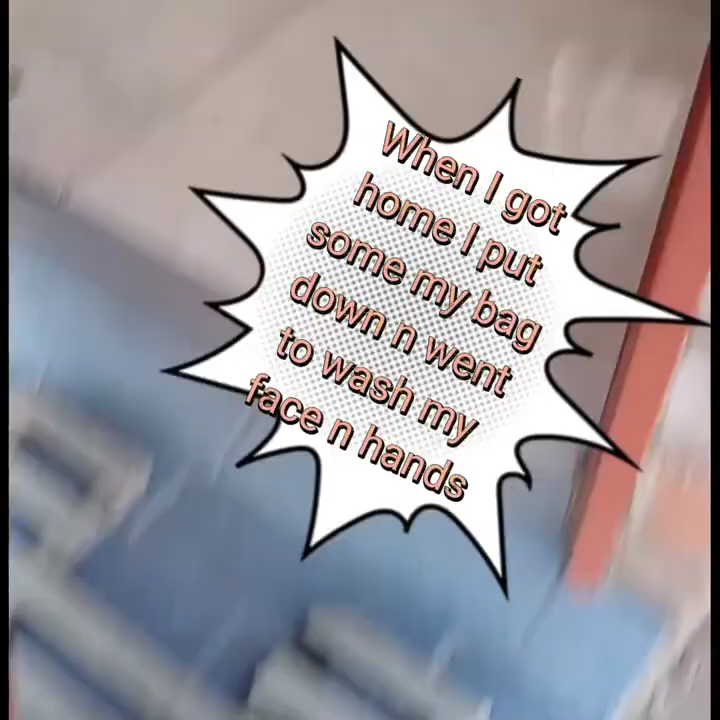 When I got
home I put
some my bag
down n went
to wash my
face n hands